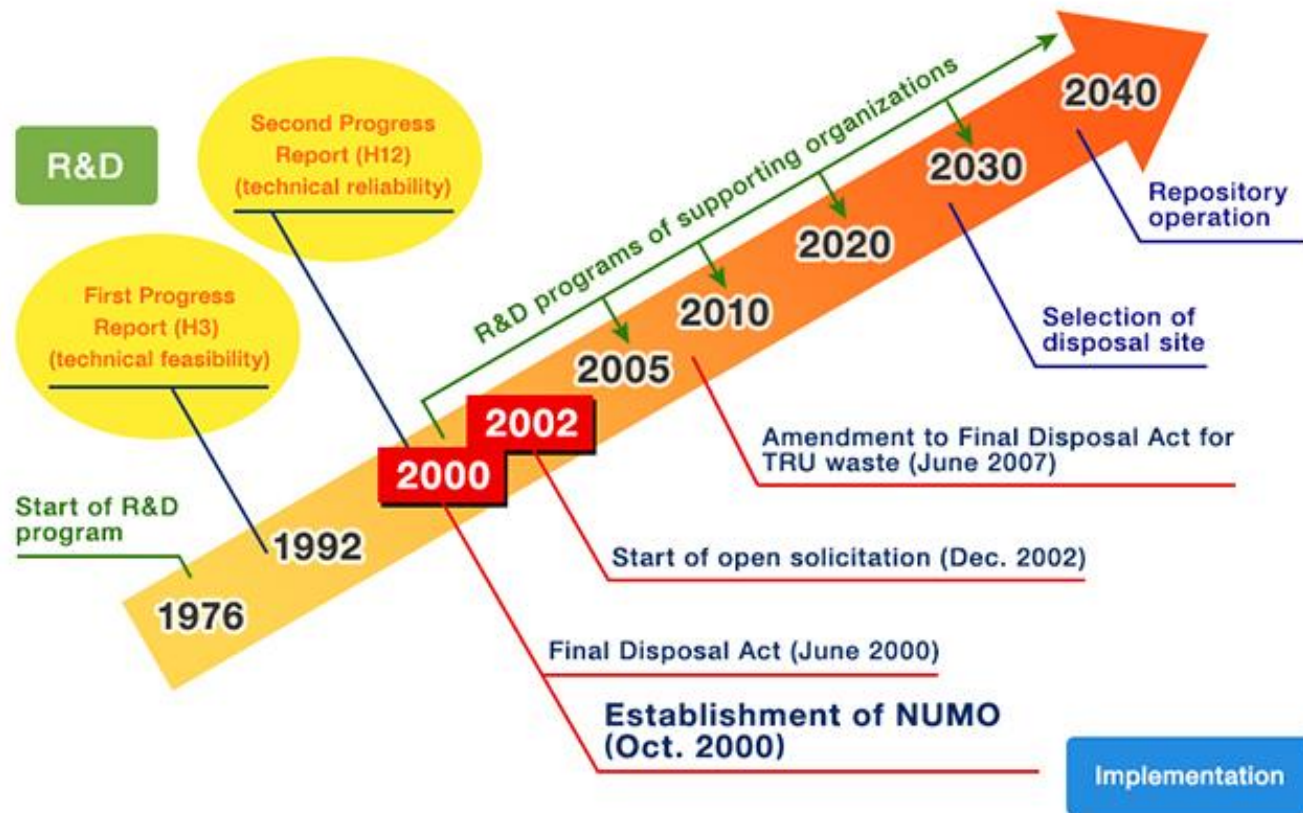 R&D
Second Progress
Report (H12)
(technical reliability)
First Progress
Report (H3)
(technical feasibility)
Start of R&D
program
R&D programs of supporting organizations
1976
1992
2000
2002
2005
2010
2020
2030
2040
Repository
operation
Selection of
disposal site
Amendment to Final Disposal Act for
TRU waste (June 2007)
Start of open solicitation (Dec. 2002)
Final Disposal Act (June 2000)
Establishment of NUMO
(Oct. 2000)
Implementation